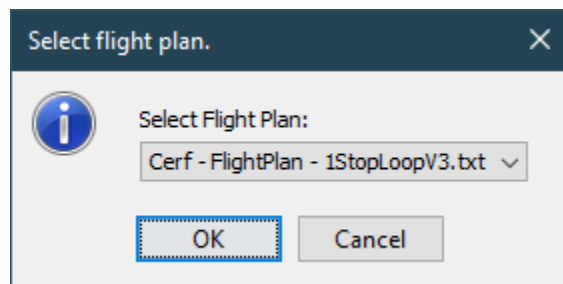 Select flight plan.
Select Flight Plan:
Cerf - FlightPlan - 1StopLoopV3.txt
OK
Cancel